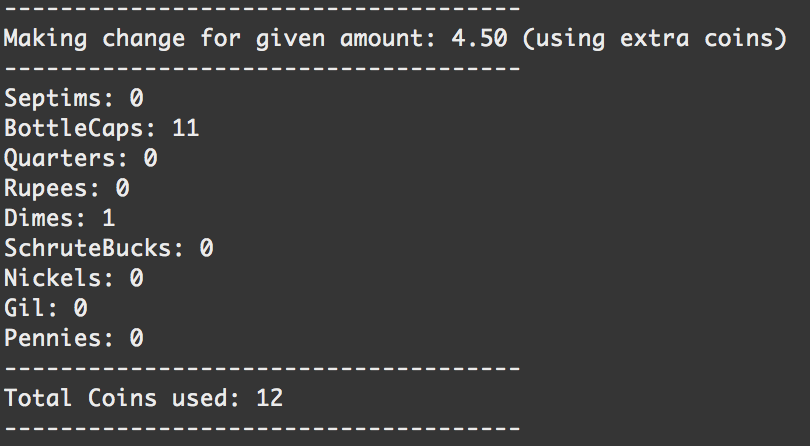 -------------------------------------
Making change for given amount: 4.50 (using extra coins)
-------------------------------------
Septims: 0
BottleCaps: 11
Quarters: 0
Rupees: 0
Dimes: 1
SchruteBucks: 0
Nickels: 0
Gil: 0
Pennies: 0
-------------------------------------
Total Coins used: 12
-------------------------------------